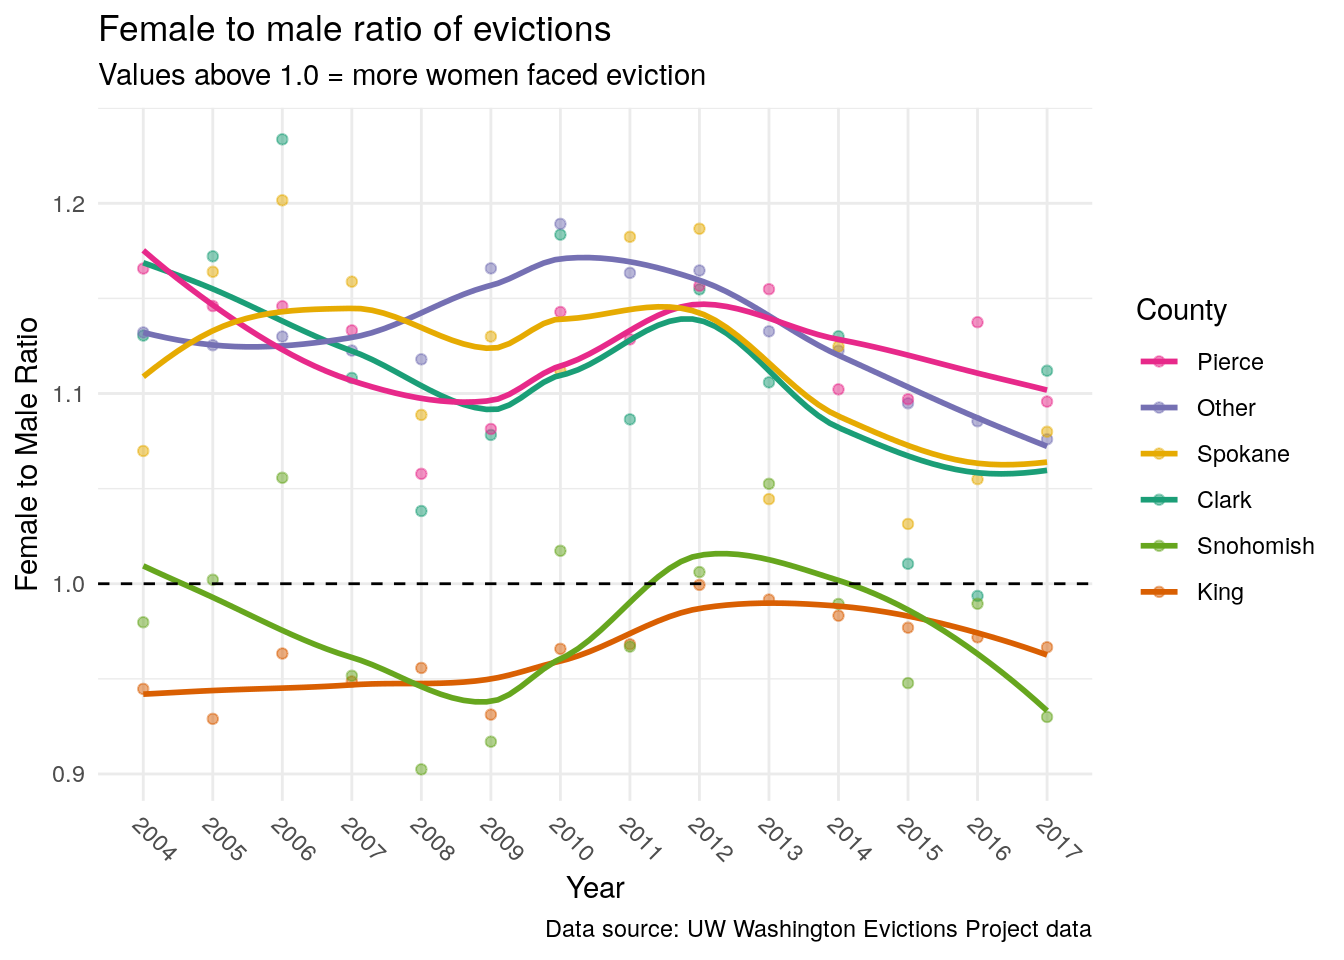 Female to male ratio of evictions
Values above 1.0 = more women faced eviction
Female to Male Ratio
1.2
1.1
1.0
0.9
2004 2005 2006 2007 2008 2009 2010 2011 2012 2013 2014 2015 2016 2017
Year
County
Pierce
Other
Spokane
Clark
Snohomish
King
Data source: UW Washington Evictions Project data